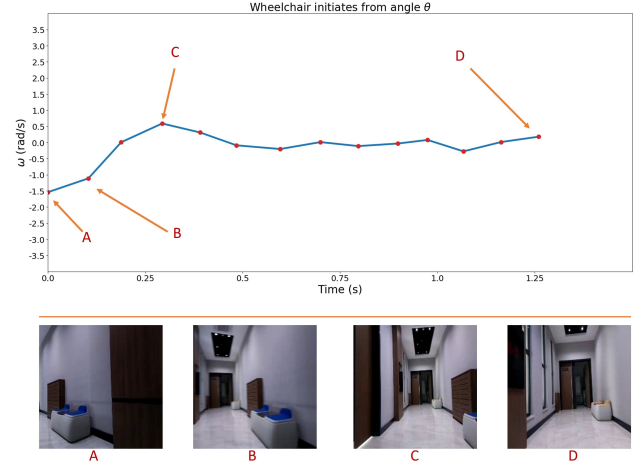 Wheelchair initiates from angle θ
3.5
3.0
2.5
2.0
1.5
1.0
0.5
0.0
-0.5
-1.0
-1.5
-2.0
-2.5
-3.0
-3.5
ω (rad/s)
A
B
C
D
0.0
0.25
0.5
0.75
1.0
1.25
Time (s)
A
B
C
D